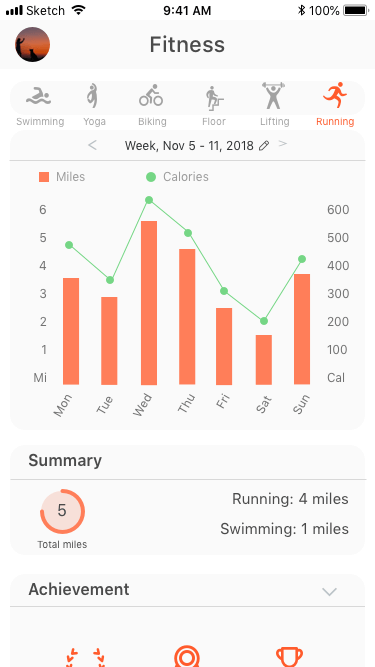 Sketch 9:41 AM 100%
Fitness
Swimming Yoga Biking Floor Lifting Running
< Week, Nov 5 - 11, 2018 >
Miles Calories
6 600
5 500
4 400
3 300
2 200
1 100
Mi Cal
Mon Tue Wed Thu Fri Sat Sun
Summary
5
Total miles
Running: 4 miles
Swimming: 1 miles
Achievement